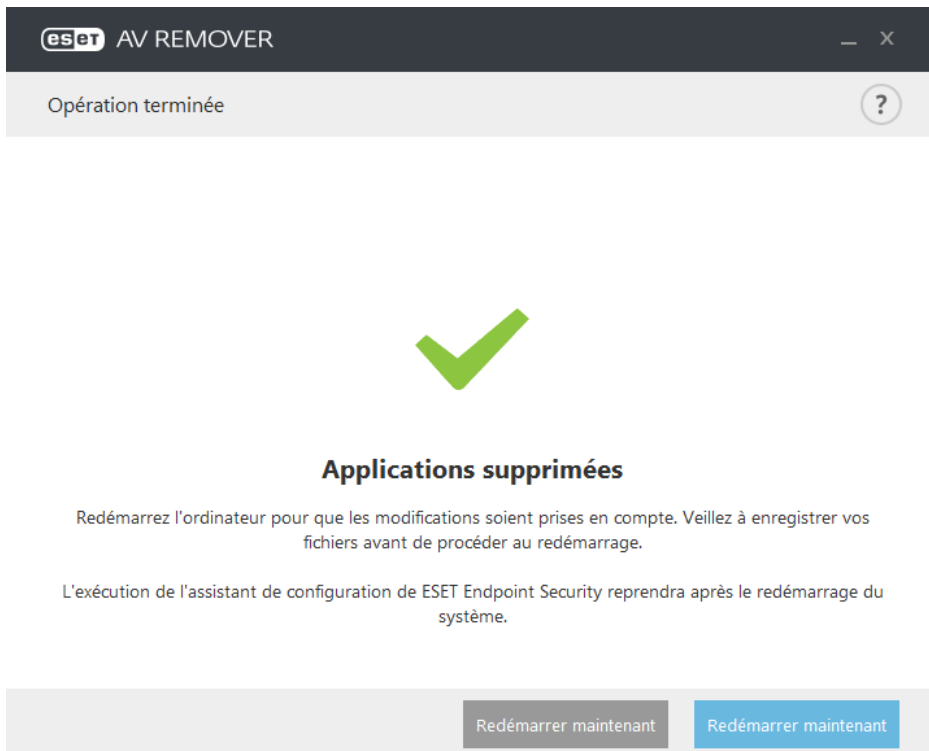 eset AV REMOVER
Opération terminée
?
Applications supprimées
Redémarrez l'ordinateur pour que les modifications soient prises en compte. Veillez à enregistrer vos
fichiers avant de procéder au redémarrage.
L'exécution de l'assistant de configuration de ESET Endpoint Security reprendra après le redémarrage du
système.
Redémarrer maintenant
Redémarrer maintenant